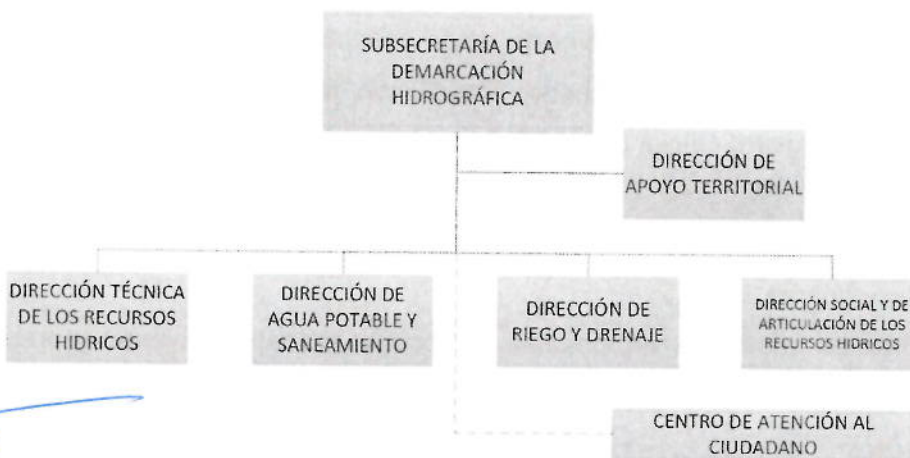 SUBSECRETARÍA DE LA
DEMARCACIÓN
HIDROGRÁFICA
DIRECCIÓN DE
APOYO TERRITORIAL
DIRECCIÓN TÉCNICA
DE LOS RECURSOS
HIDRICOS
DIRECCIÓN DE
AGUA POTABLE Y
SANEAMIENTO
DIRECCIÓN DE
RIEGO Y DRENAJE
DIRECCIÓN SOCIAL Y DE
ARTICULACIÓN DE LOS
RECURSOS HIDRICOS
CENTRO DE ATENCIÓN AL
CIUDADANO